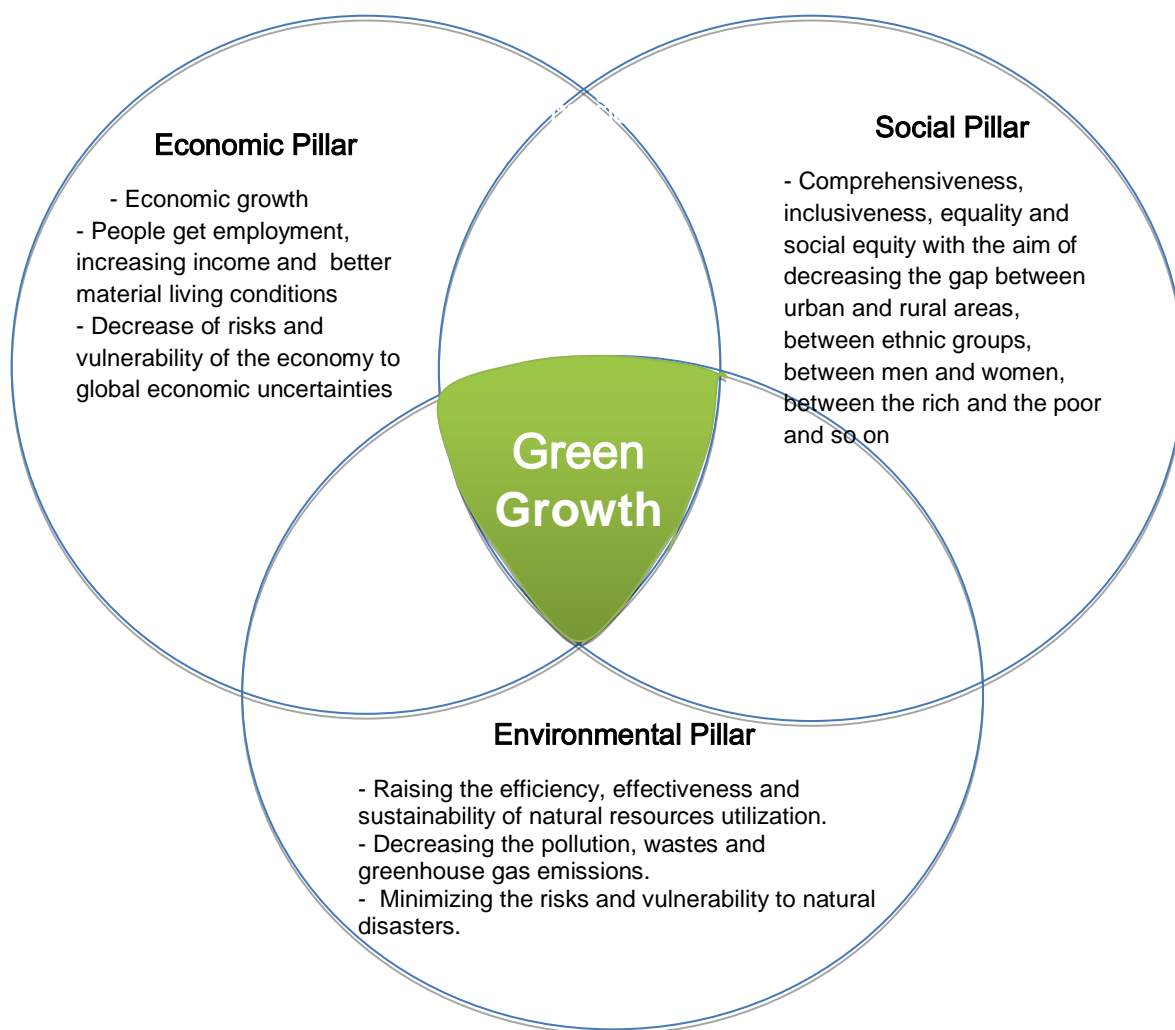 Economic Pillar
- Economic growth
- People get employment,
increasing income and better
material living conditions
- Decrease of risks and
vulnerability of the economy to
global economic uncertainties
Social Pillar
- Comprehensiveness,
inclusiveness, equality and
social equity with the aim of
decreasing the gap between
urban and rural areas,
between ethnic groups,
between men and women,
between the rich and the poor
and so on
Green
Growth
Environmental Pillar
- Raising the efficiency, effectiveness and
sustainability of natural resources utilization.
- Decreasing the pollution, wastes and
greenhouse gas emissions.
- Minimizing the risks and vulnerability to natural
disasters.